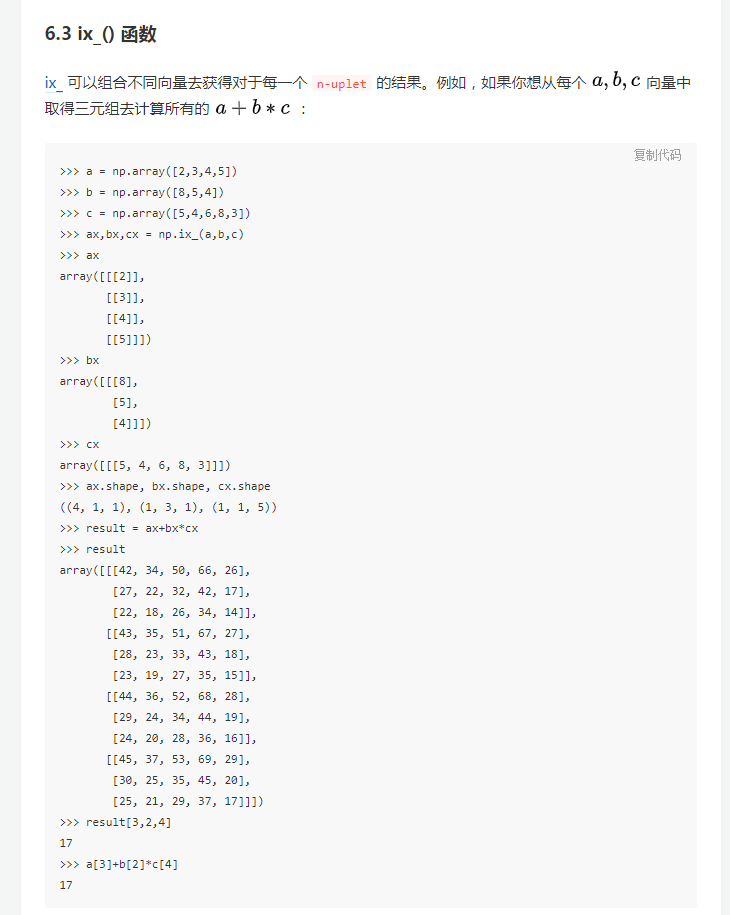 6.3 ix_() 函数
ix_ 可以组合不同向量去获得对于每一个 n-uplet 的结果。例如，如果你想从每个 a,b,c 向量中
取得三元组去计算所有的 a + b * c ：
复制代码
>>> a = np.array([2,3,4,5])
>>> b = np.array([8,5,4])
>>> c = np.array([5,4,6,8,3])
>>> ax,bx,cx = np.ix_(a,b,c)
>>> ax
array([[[2]],
       [[3]],
       [[4]],
       [[5]]])
>>> bx
array([[[8],
        [5],
        [4]]])
>>> cx
array([[[5, 4, 6, 8, 3]]])
>>> ax.shape, bx.shape, cx.shape
((4, 1, 1), (1, 3, 1), (1, 1, 5))
>>> result = ax+bx*cx
>>> result
array([[[42, 34, 50, 66, 26],
        [27, 22, 32, 42, 17],
        [22, 18, 26, 34, 14]],
       [[43, 35, 51, 67, 27],
        [28, 23, 33, 43, 18],
        [23, 19, 27, 35, 15]],
       [[44, 36, 52, 68, 28],
        [29, 24, 34, 44, 19],
        [24, 20, 28, 36, 16]],
       [[45, 37, 53, 69, 29],
        [30, 25, 35, 45, 20],
        [25, 21, 29, 37, 17]]])
>>> result[3,2,4]
17
>>> a[3]+b[2]*c[4]
17